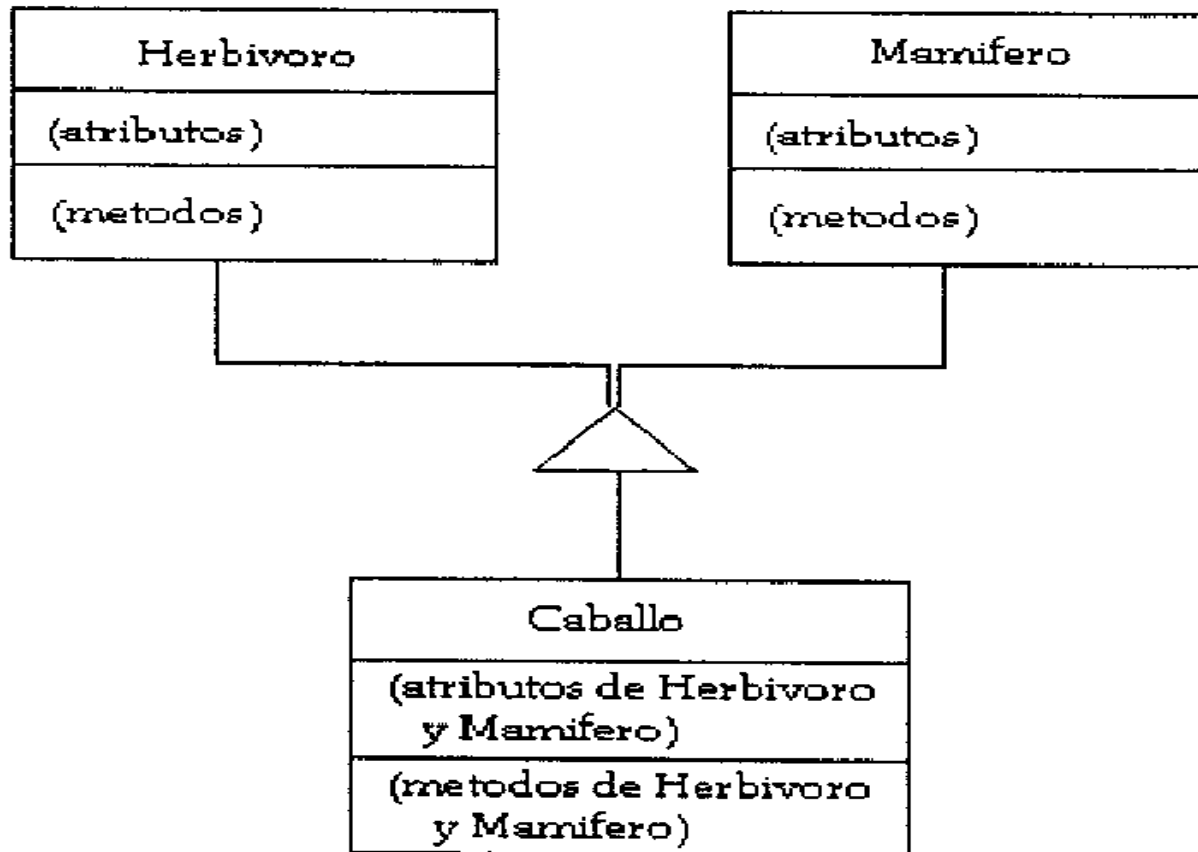 Herbivoro
(atributos)
(metodos)
Mamifero
(atributos)
(metodos)
Caballo
(atributos de Herbivoro
y Mamifero)
(metodos de Herbivoro
y Mamifero)